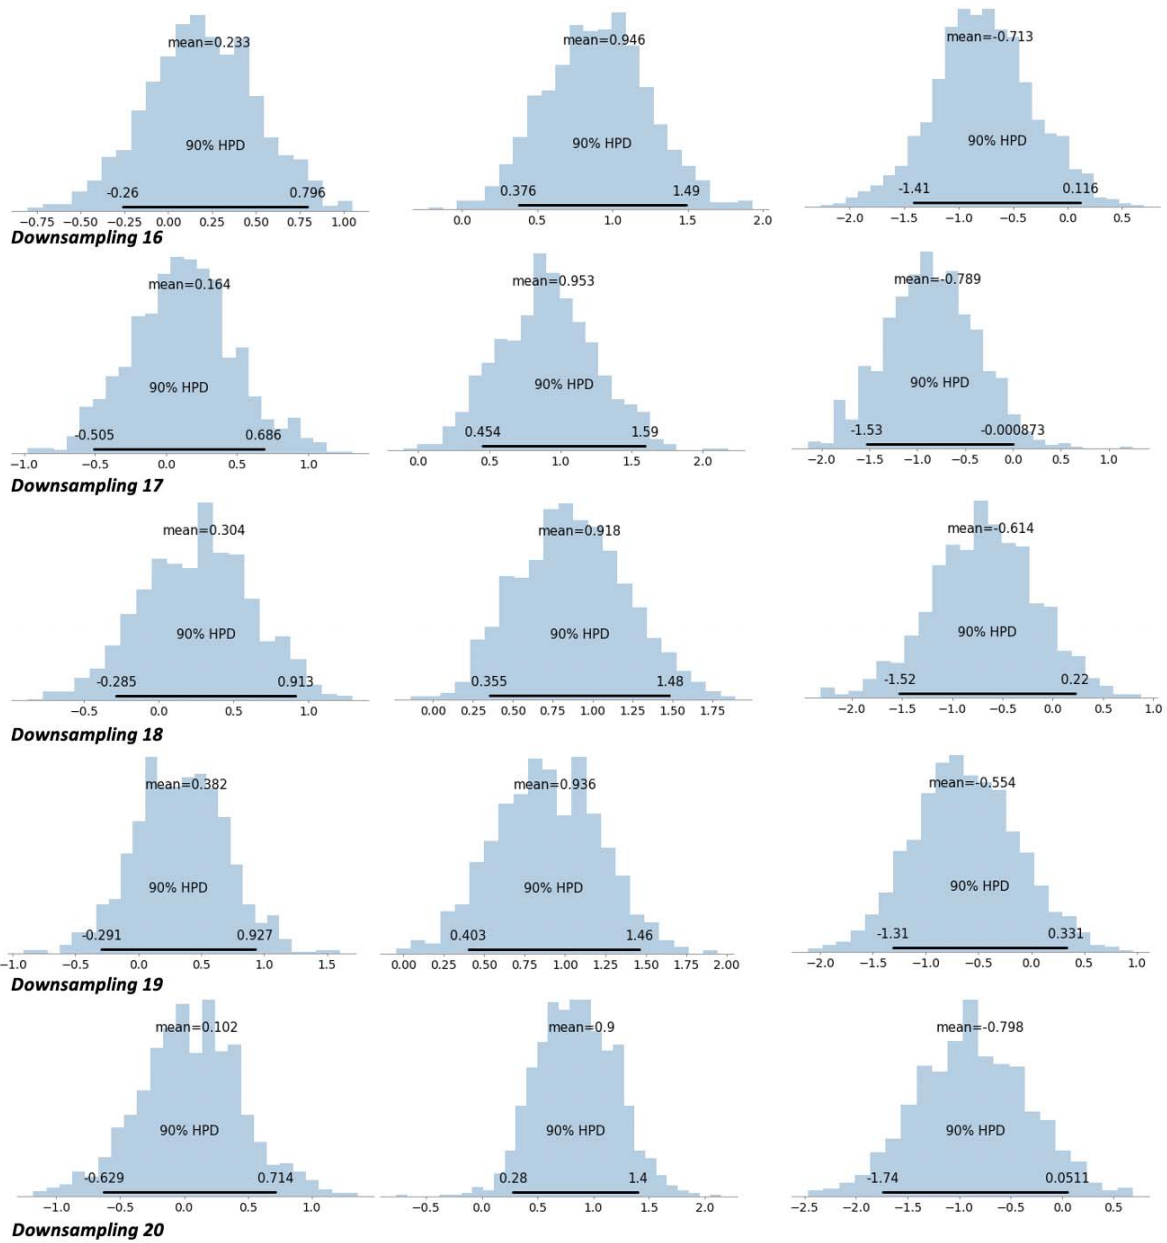 mean=0.233 mean=0.946 mean=-0.713
90% HPD 90% HPD 90% HPD
-0.26 0.796 0.376 1.49 -1.41 0.116
−0.75 −0.50 −0.25 0.00 0.25 0.50 0.75 1.00 0.0 0.5 1.0 1.5 2.0 −2.0 −1.5 −1.0 −0.5 0.0 0.5
Downsampling 16
mean=0.164 mean=0.953 mean=-0.789
90% HPD 90% HPD 90% HPD
-0.505 0.686 0.454 1.59 -1.53 -0.000873
−1.0 −0.5 0.0 0.5 1.0 0.0 0.5 1.0 1.5 2.0 −2.0 −1.5 −1.0 −0.5 0.0 0.5 1.0
Downsampling 17
mean=0.304 mean=0.918 mean=-0.614
90% HPD 90% HPD 90% HPD
-0.285 0.913 0.355 1.48 -1.52 0.22
−0.5 0.0 0.5 1.0 0.00 0.25 0.50 0.75 1.00 1.25 1.50 1.75 −2.0 −1.5 −1.0 −0.5 0.0 0.5 1.0
Downsampling 18
mean=0.382 mean=0.936 mean=-0.554
90% HPD 90% HPD 90% HPD
-0.291 0.927 0.403 1.46 -1.31 0.331
−1.0 −0.5 0.0 0.5 1.0 1.5 0.00 0.25 0.50 0.75 1.00 1.25 1.50 1.75 2.00 −2.0 −1.5 −1.0 −0.5 0.0 0.5 1.0
Downsampling 19
mean=0.102 mean=0.9 mean=-0.798
90% HPD 90% HPD 90% HPD
-0.629 0.714 0.28 1.4 -1.74 0.0511
−1.0 −0.5 0.0 0.5 1.0 −0.5 0.0 0.5 1.0 1.5 2.0 −2.5 −2.0 −1.5 −1.0 −0.5 0.0 0.5
Downsampling 20